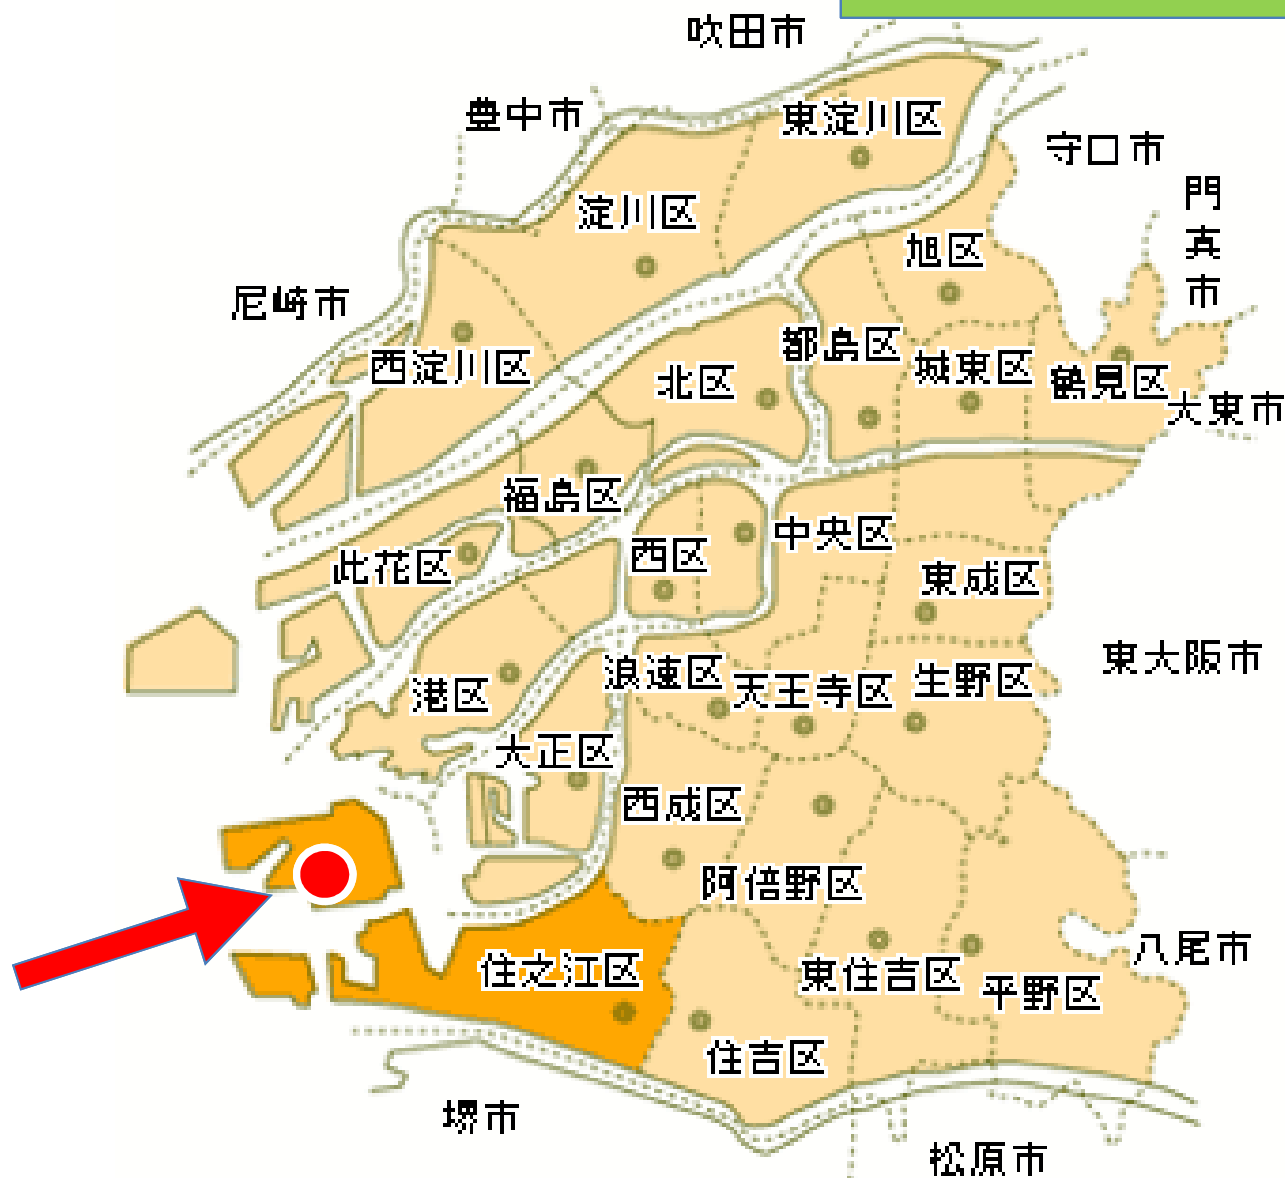 吹田市
豊中市
東淀川区
守口市
門真市
淀川区
旭区
尼崎市
都島区
西淀川区
北区
城東区
鶴見区
大東市
福島区
中央区
西区
此花区
東成区
東大阪市
浪速区
天王寺区
生野区
港区
大正区
西成区
阿倍野区
八尾市
住之江区
東住吉区
平野区
住吉区
堺市
松原市